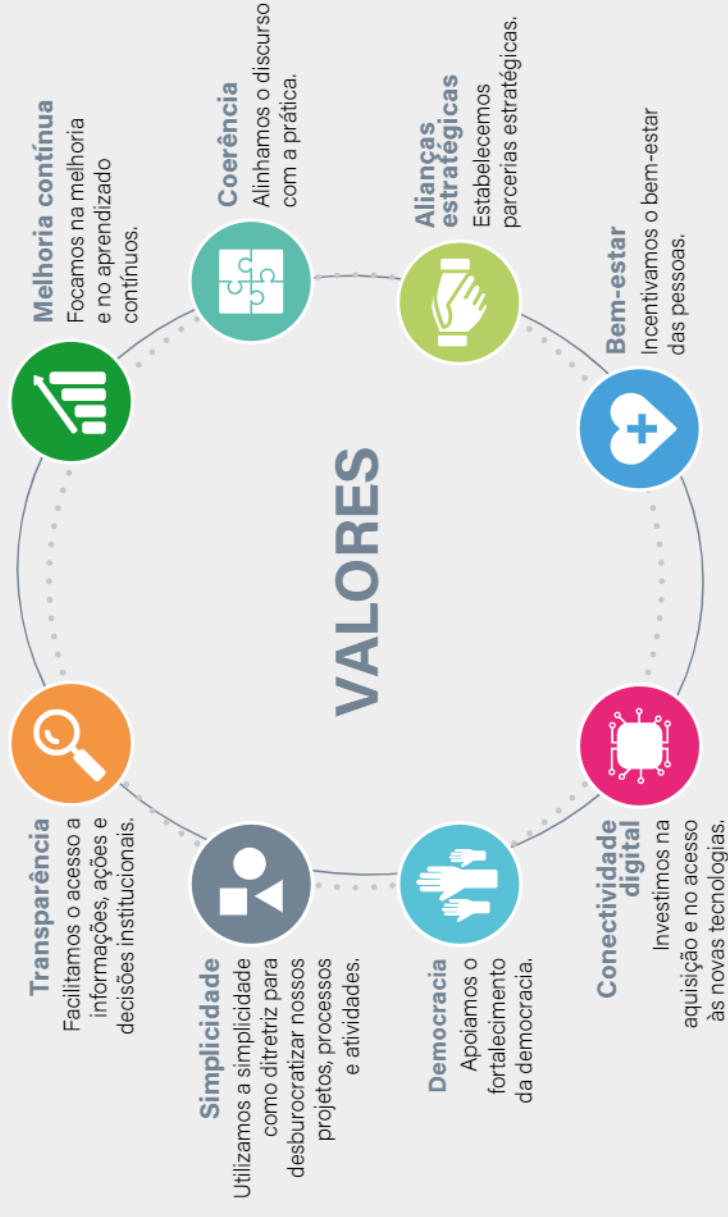 VALORES
Transparência
Facilitamos o acesso a
informações, ações e
decisões institucionais.
Simplicidade
Utilizamos a simplicidade
como ditretriz para
desburocratizar nossos
projetos, processos
e atividades.
Democracia
Apoiamos o
fortalecimento
da democracia.
Conectividade
digital
Investimos na
aquisição e no acesso
às novas tecnologias.
Melhoria contínua
Focamos na melhoria
e no aprendizado
contínuos.
Coerência
Alinhamos o discurso
com a prática.
Alianças
estratégicas
Estabelecemos
parcerias estratégicas.
Bem-estar
Incentivamos o bem-estar
das pessoas.